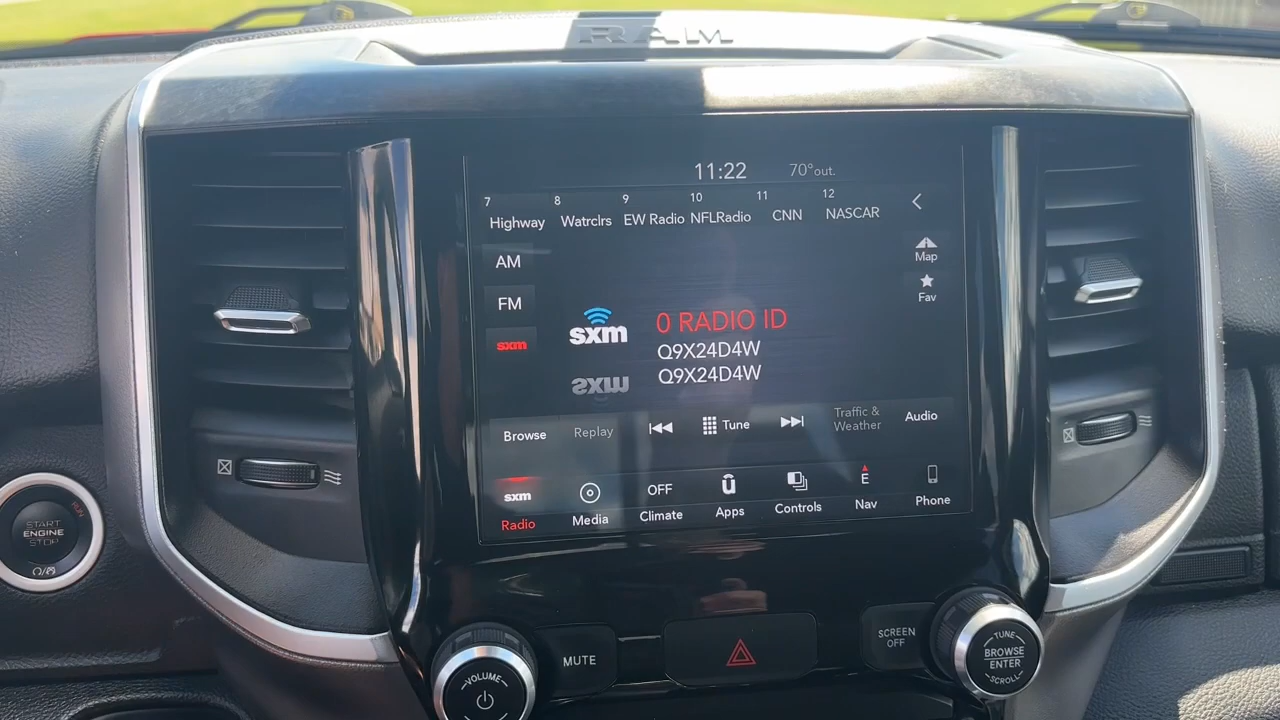 RAM
11:22 70°out.
7 8 9 10 11 12
Highway Watrclrs EW Radio NFLRadio CNN NASCAR
AM
Map
FM
Fav
sxm
sxm
0 RADIO ID
Q9X24D4W
Q9X24D4W
Browse Replay Tune Traffic & Weather Audio
sxm OFF E
Radio Media Climate Apps Controls Nav Phone
RUN
START
ENGINE
STOP
MUTE
SCREEN
OFF
VOLUME
TUNE
BROWSE
ENTER
SCROLL